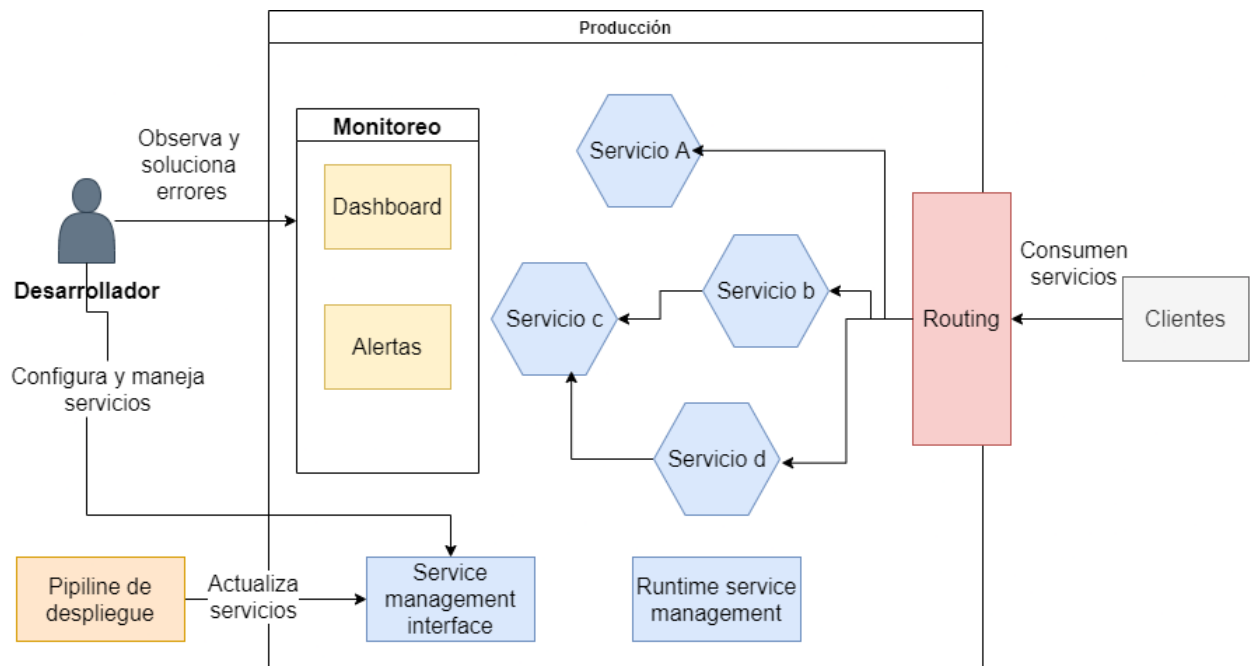 Producción
Monitoreo
Dashboard
Alertas
Observa y
soluciona
errores
Desarrollador
Configura y maneja
servicios
Pipiline de
despliegue
Actualiza
servicios
Service
management
interface
Runtime service
management
Servicio A
Servicio b
Servicio c
Servicio d
Routing
Consumen
servicios
Clientes